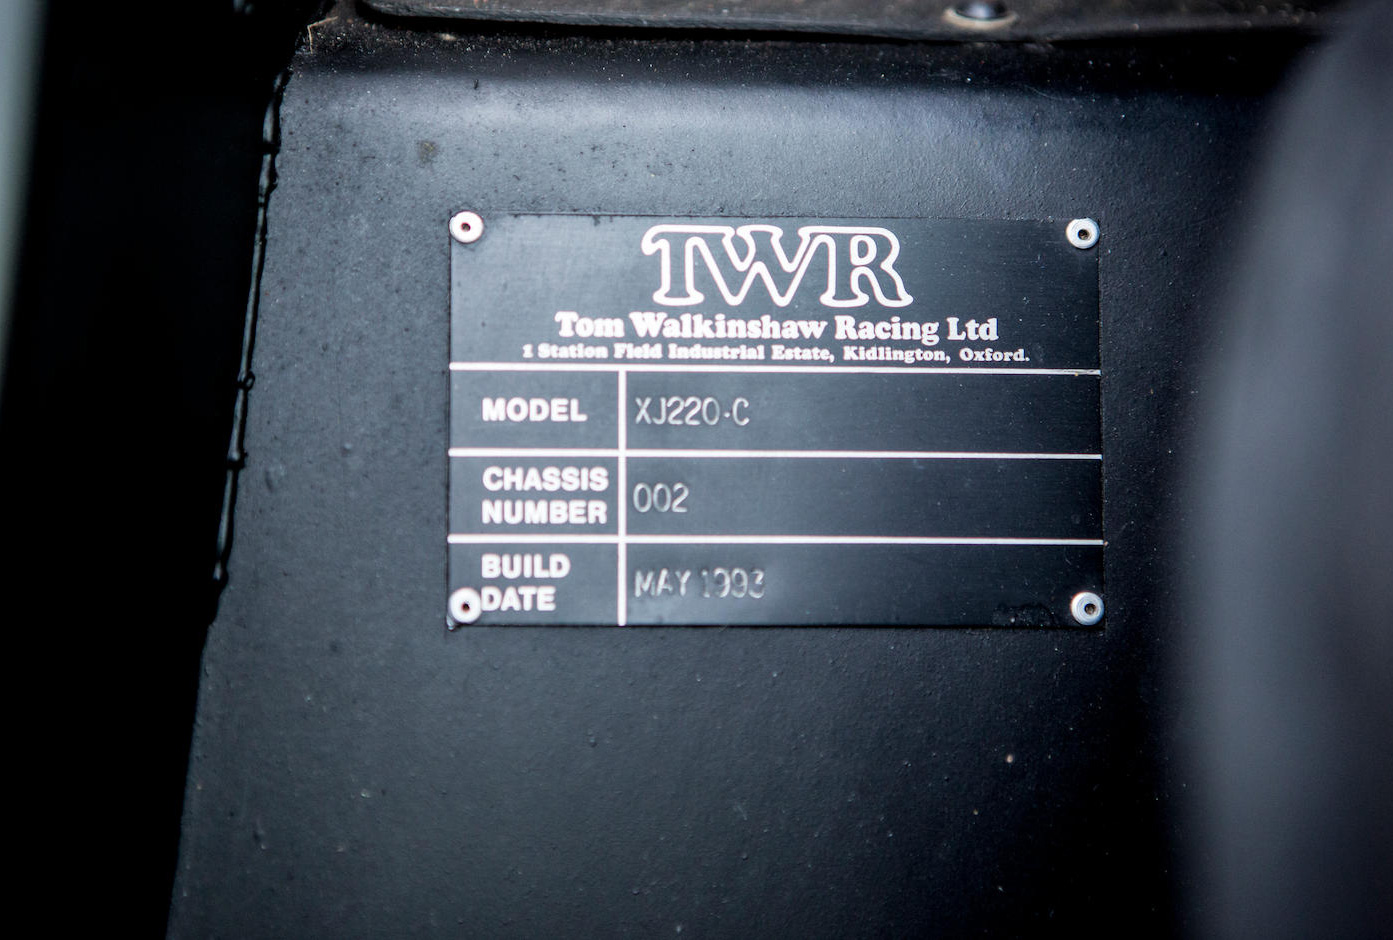 TWR
Tom Walkinshaw Racing Ltd
1 Station Field Industrial Estate, Kidlington, Oxford.
MODEL XJ220-C
CHASSIS
NUMBER 002
BUILD
DATE MAY 1993